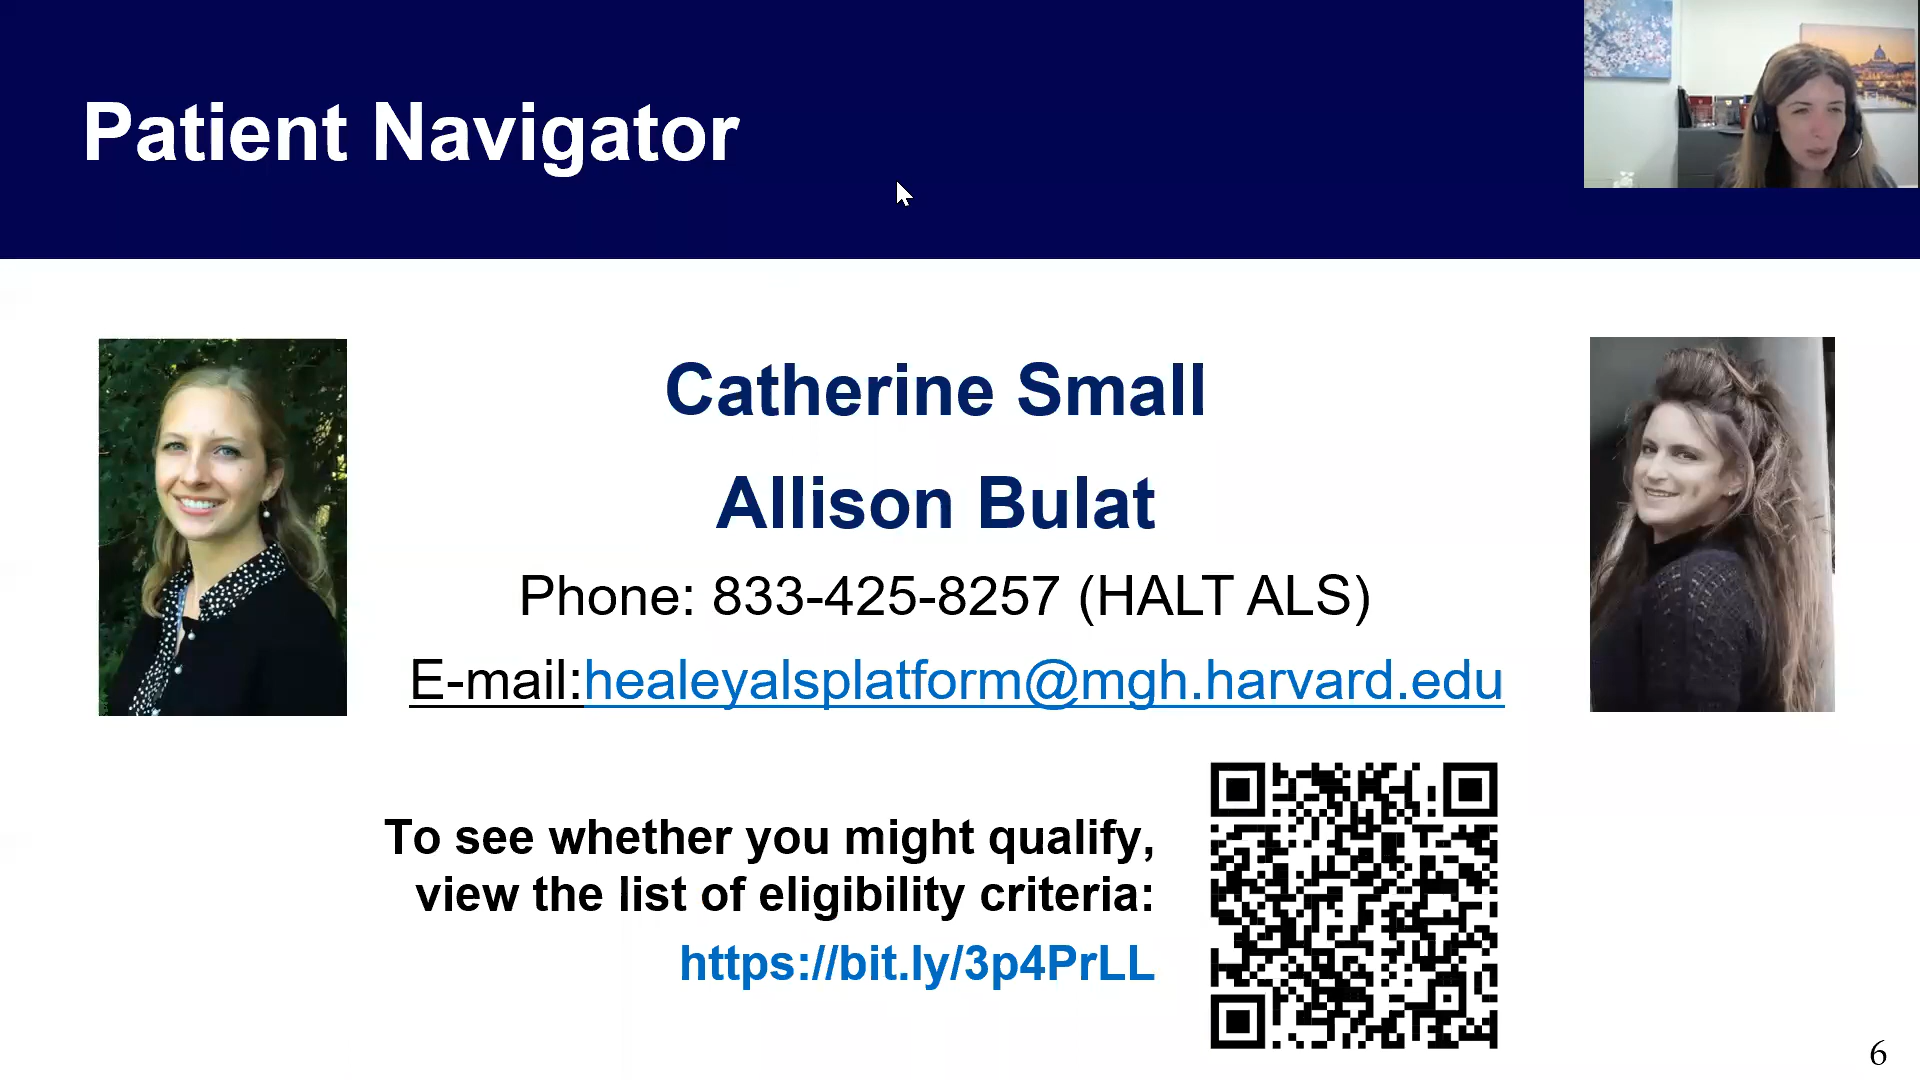 Patient Navigator
Catherine Small
Allison Bulat
Phone: 833-425-8257 (HALT ALS)
E-mail:healeyalsplatform@mgh.harvard.edu
To see whether you might qualify,
view the list of eligibility criteria:
https://bit.ly/3p4PrLL
6